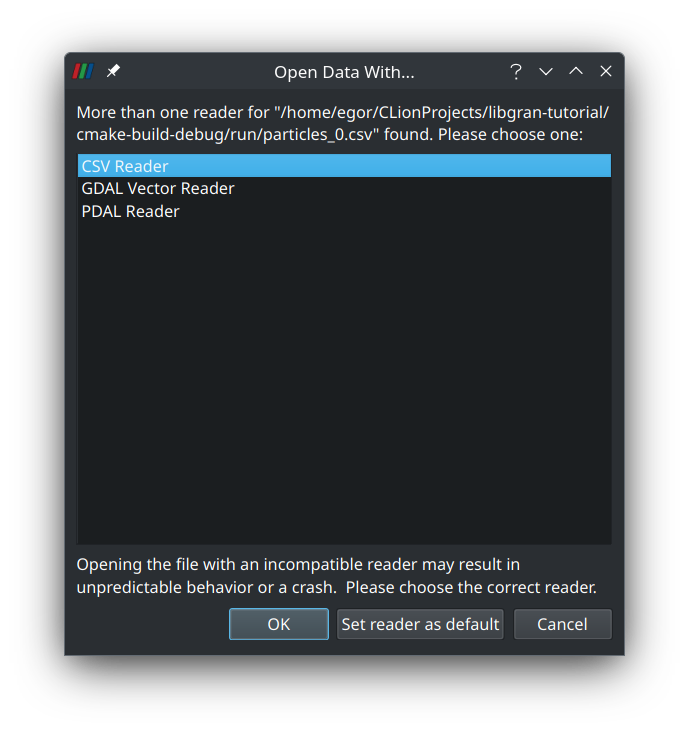 Open Data With...
More than one reader for "/home/egor/CLionProjects/libgran-tutorial/
cmake-build-debug/run/particles_0.csv" found. Please choose one:
CSV Reader
GDAL Vector Reader
PDAL Reader
Opening the file with an incompatible reader may result in
unpredictable behavior or a crash.  Please choose the correct reader.
OK
Set reader as default
Cancel